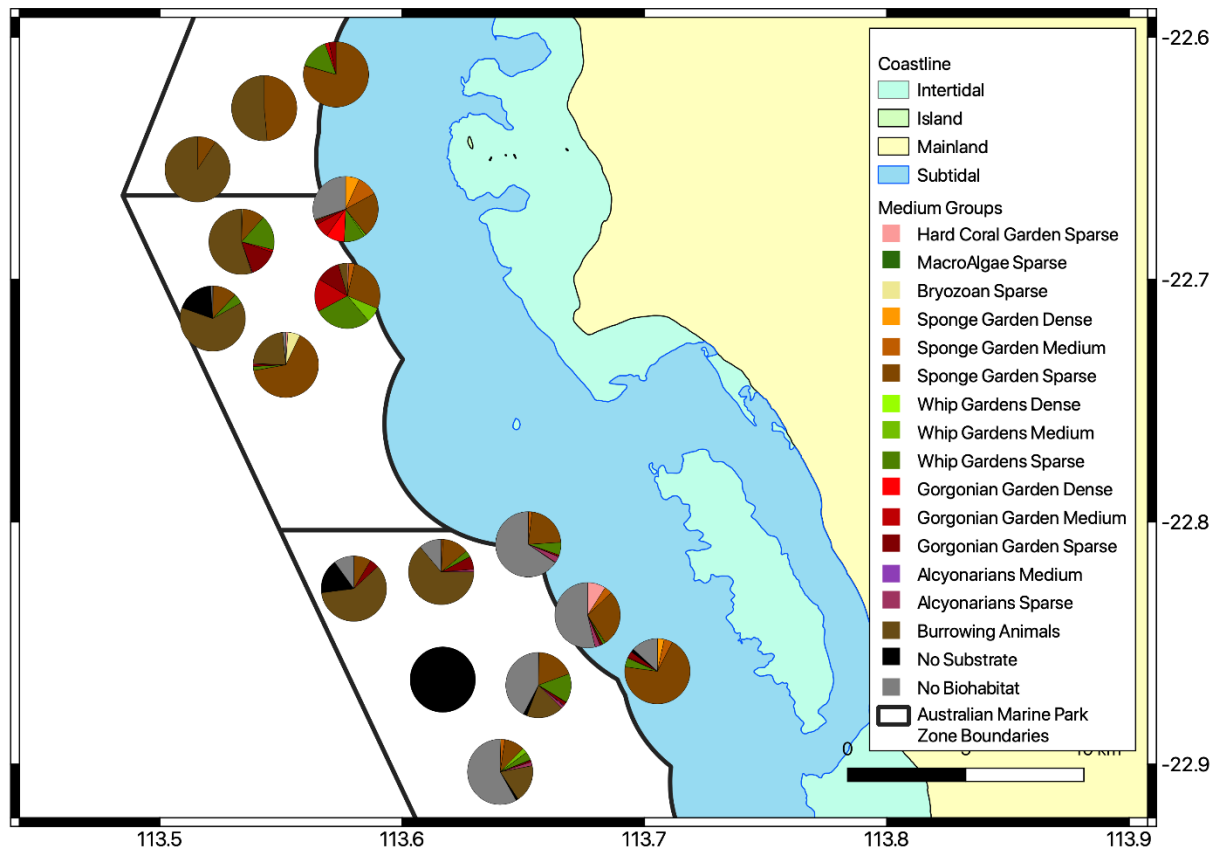 Coastline
Intertidal
Island
Mainland
Subtidal
Medium Groups
Hard Coral Garden Sparse
MacroAlgae Sparse
Bryozoan Sparse
Sponge Garden Dense
Sponge Garden Medium
Sponge Garden Sparse
Whip Gardens Dense
Whip Gardens Medium
Whip Gardens Sparse
Gorgonian Garden Dense
Gorgonian Garden Medium
Gorgonian Garden Sparse
Alcyonarians Medium
Alcyonarians Sparse
Burrowing Animals
No Substrate
No Biohabitat
Australian Marine Park
Zone Boundaries
0 10 km
-22.6
-22.7
-22.8
-22.9
113.5 113.6 113.7 113.8 113.9